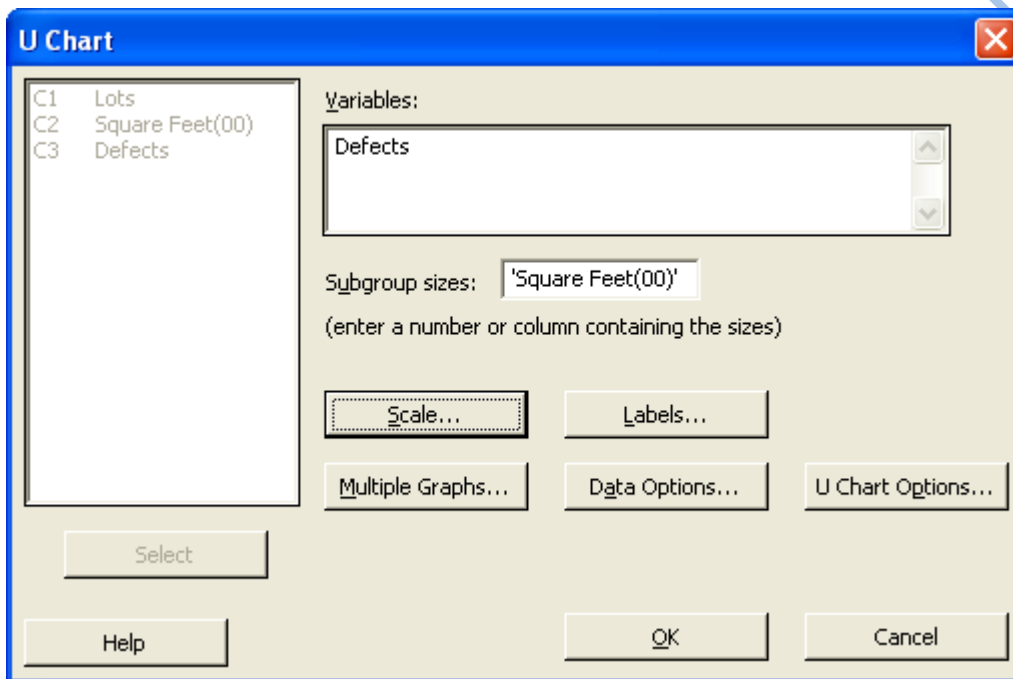 U Chart
C1 Lots
C2 Square Feet(00)
C3 Defects
Variables:
Defects
Subgroup sizes: 'Square Feet(00)'
(enter a number or column containing the sizes)
Scale... Labels...
Multiple Graphs... Data Options... U Chart Options...
Select
Help OK Cancel